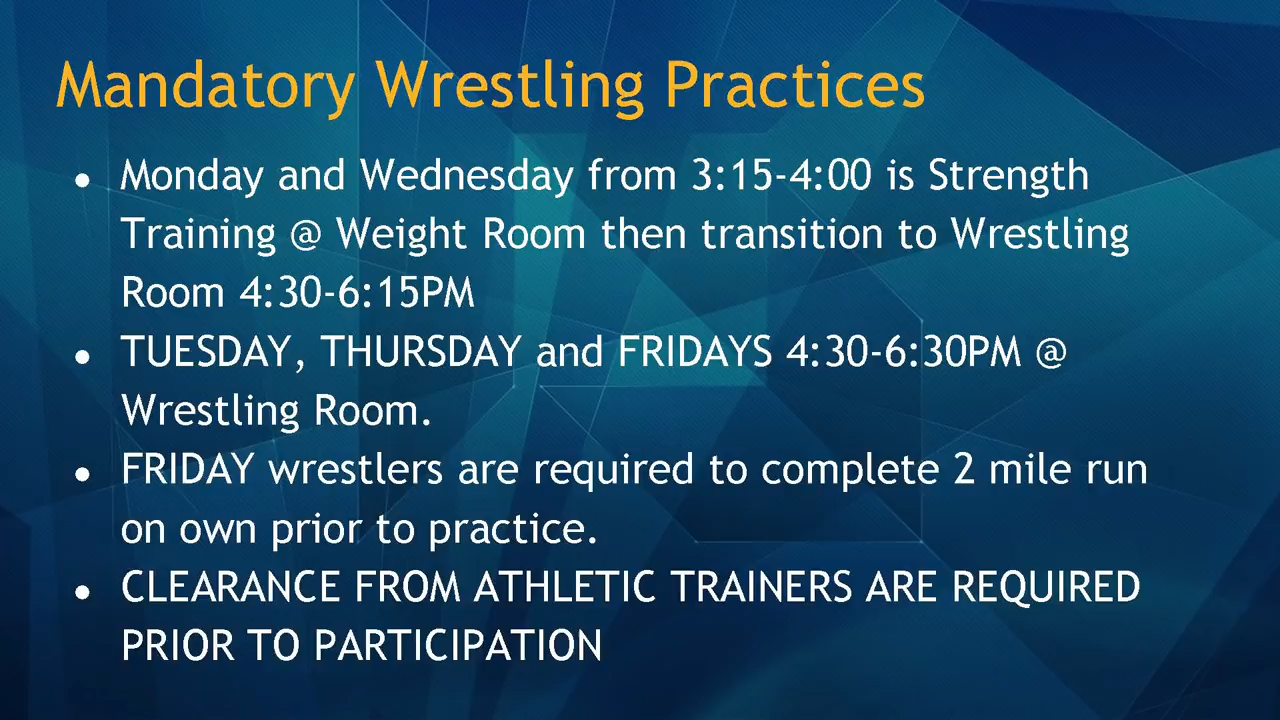 Mandatory Wrestling Practices
● Monday and Wednesday from 3:15-4:00 is Strength
Training @ Weight Room then transition to Wrestling
Room 4:30-6:15PM
● TUESDAY, THURSDAY and FRIDAYS 4:30-6:30PM @
Wrestling Room.
● FRIDAY wrestlers are required to complete 2 mile run
on own prior to practice.
● CLEARANCE FROM ATHLETIC TRAINERS ARE REQUIRED
PRIOR TO PARTICIPATION